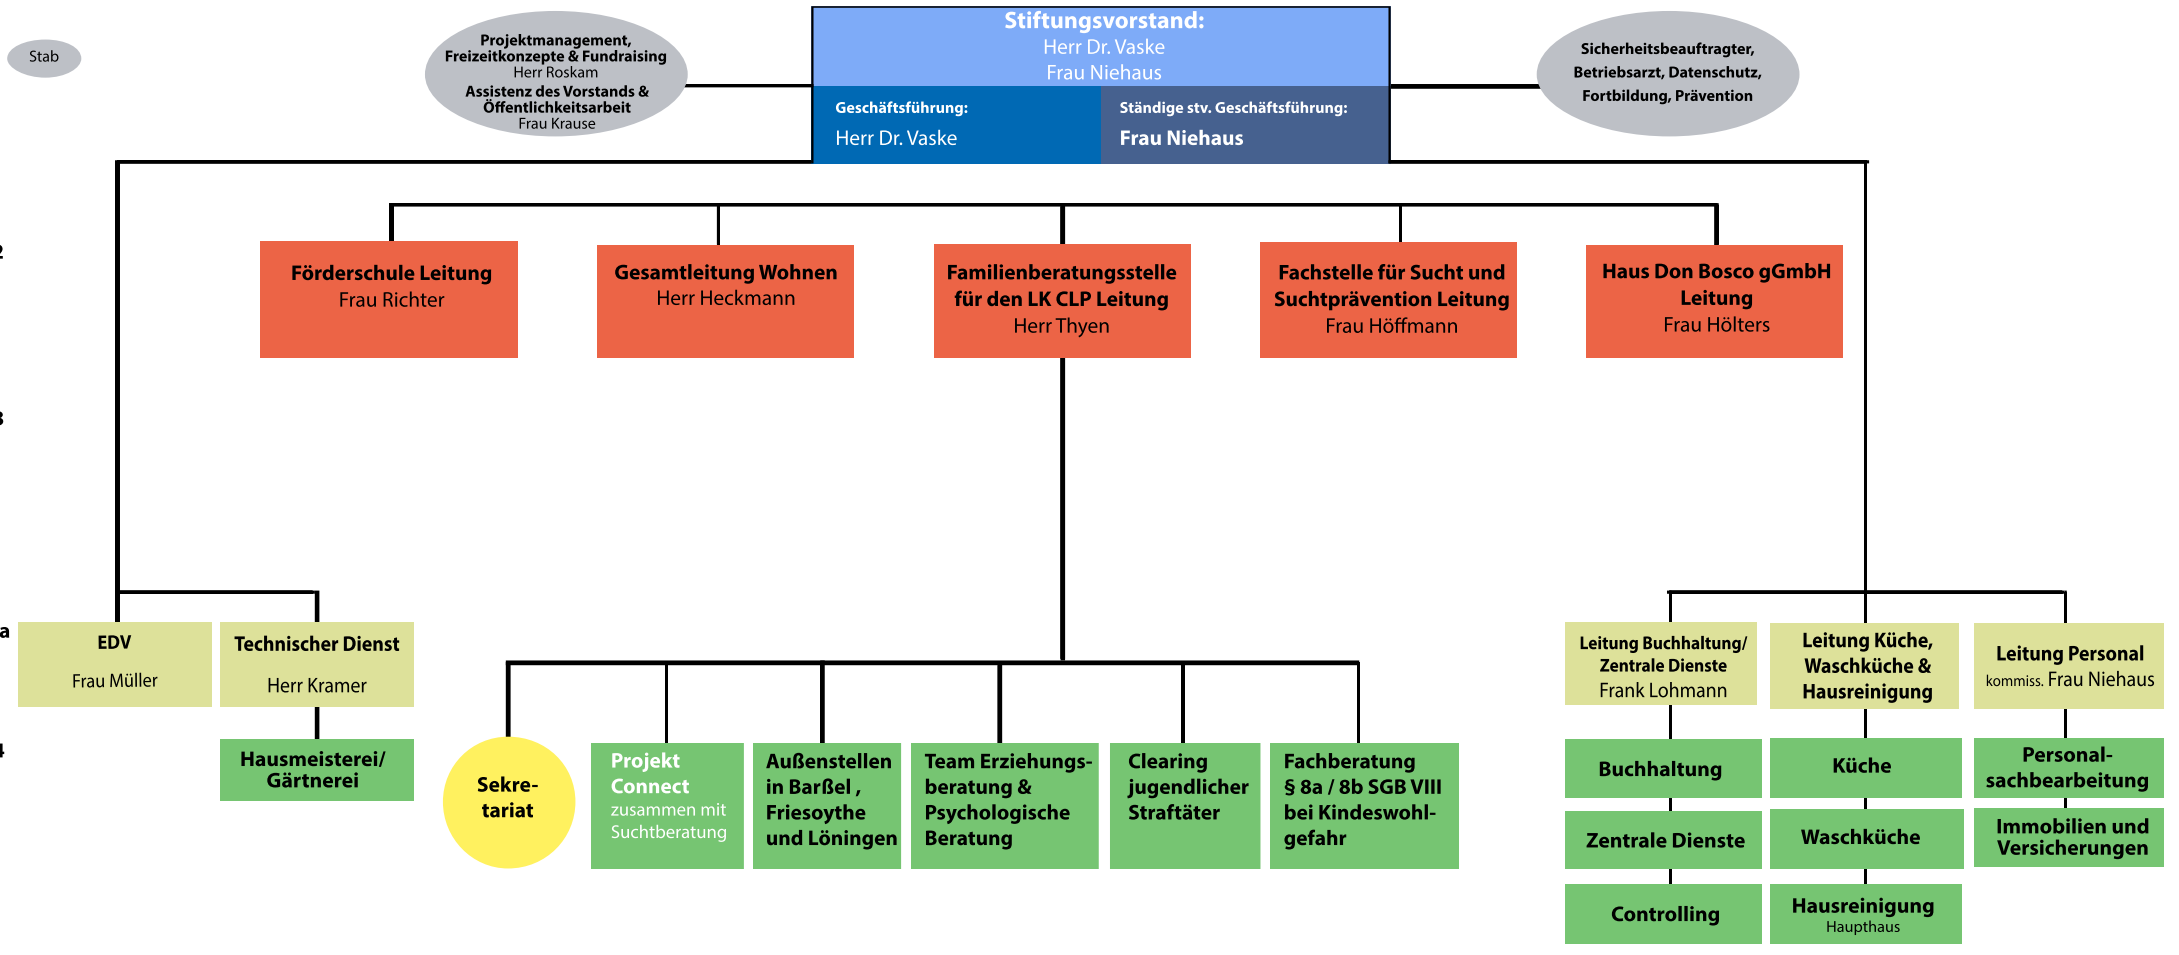 Stab
Projektmanagement,
Freizeitkonzepte & Fundraising
Herr Roskam
Assistenz des Vorstands &
Öffentlichkeitsarbeit
Frau Krause
Stiftungsvorstand:
Herr Dr. Vaske
Frau Niehaus
Geschäftsführung:
Herr Dr. Vaske
Ständige stv. Geschäftsführung:
Frau Niehaus
Sicherheitsbeauftragter,
Betriebsarzt, Datenschutz,
Fortbildung, Prävention
2
Förderschule Leitung
Frau Richter
Gesamtleitung Wohnen
Herr Heckmann
Familienberatungsstelle
für den LK CLP Leitung
Herr Thyen
Fachstelle für Sucht und
Suchtprävention Leitung
Frau Höffmann
Haus Don Bosco gGmbH
Leitung
Frau Hölters
3
a
EDV
Frau Müller
Technischer Dienst
Herr Kramer
Leitung Buchhaltung/
Zentrale Dienste
Frank Lohmann
Leitung Küche,
Waschküche &
Hausreinigung
Leitung Personal
kommiss. Frau Niehaus
4
Hausmeisterei/
Gärtnerei
Sekre-
tariat
Projekt
Connect
zusammen mit
Suchtberatung
Außenstellen
in Barßel ,
Friesoythe
und Löningen
Team Erziehungs-
beratung &
Psychologische
Beratung
Clearing
jugendlicher
Straftäter
Fachberatung
§ 8a / 8b SGB VIII
bei Kindeswohl-
gefahr
Buchhaltung
Zentrale Dienste
Controlling
Küche
Waschküche
Hausreinigung
Haupthaus
Personal-
sachbearbeitung
Immobilien und
Versicherungen